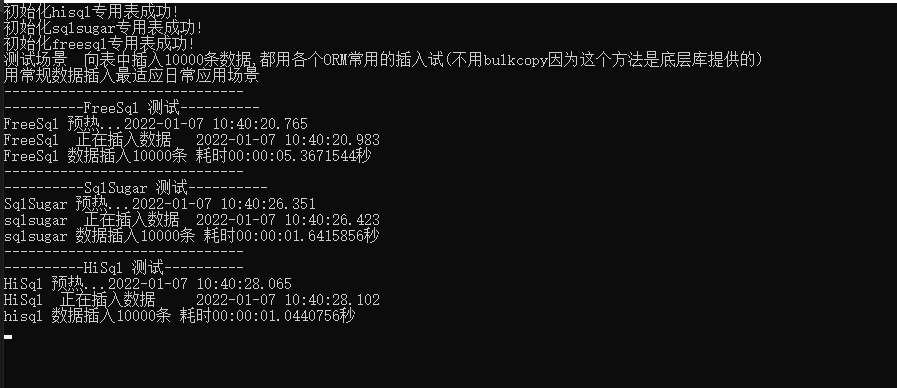 初始化hisql专用表成功!
初始化sqlsugar专用表成功!
初始化freesql专用表成功!
测试场景  向表中插入10000条数据,都用各个ORM常用的插入试(不用bulkcopy因为这个方法是底层库提供的)
用常规数据插入最适应日常应用场景
------------------------------
----------FreeSql 测试----------
FreeSql 预热...2022-01-07 10:40:20.765
FreeSql  正在插入数据  2022-01-07 10:40:20.983
FreeSql 数据插入10000条 耗时00:00:05.3671544秒
------------------------------
----------SqlSugar 测试----------
SqlSugar 预热...2022-01-07 10:40:26.351
sqlsugar  正在插入数据  2022-01-07 10:40:26.423
sqlsugar 数据插入10000条 耗时00:00:01.6415856秒
------------------------------
----------HiSql 测试----------
HiSql 预热...2022-01-07 10:40:28.065
HiSql  正在插入数据     2022-01-07 10:40:28.102
hisql 数据插入10000条 耗时00:00:01.0440756秒